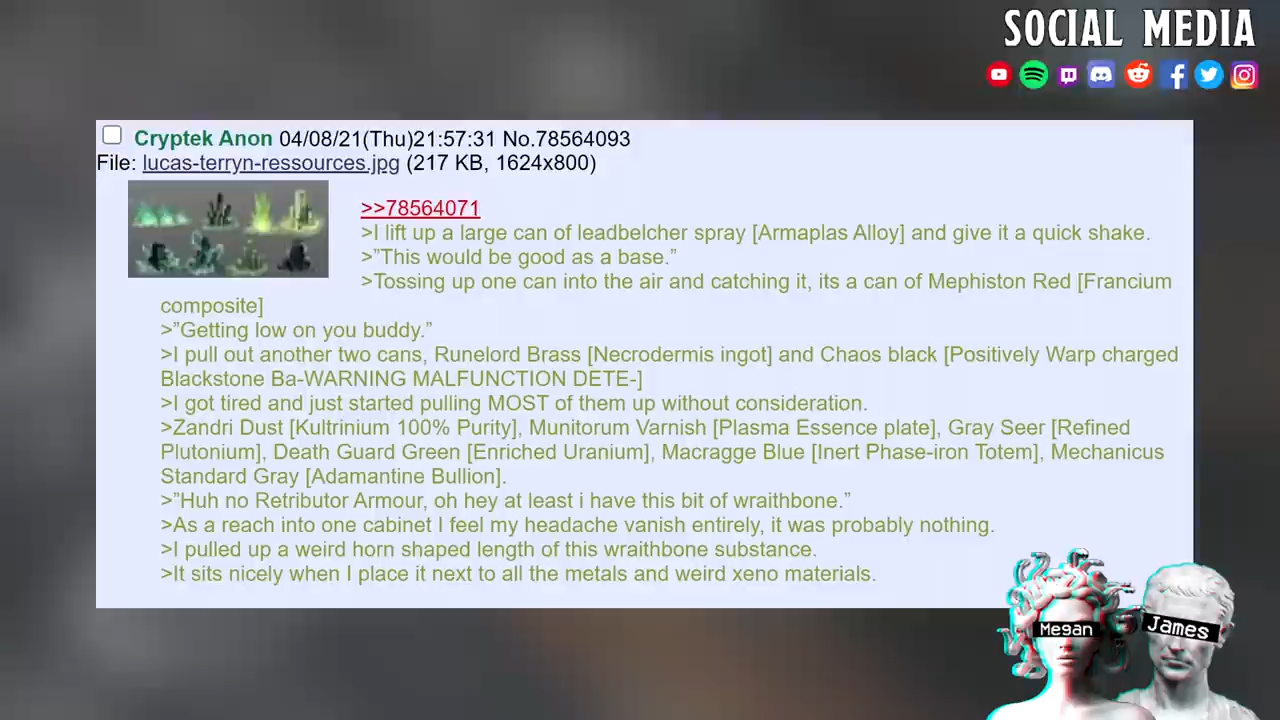 SOCIAL MEDIA
Cryptek Anon 04/08/21(Thu)21:57:31 No.78564093
File: lucas-terryn-ressources.jpg (217 KB, 1624x800)
>>78564071
>I lift up a large can of leadbelcher spray [Armaplas Alloy] and give it a quick shake.
>”This would be good as a base.”
>Tossing up one can into the air and catching it, its a can of Mephiston Red [Francium
composite]
>”Getting low on you buddy.”
>I pull out another two cans, Runelord Brass [Necrodermis ingot] and Chaos black [Positively Warp charged
Blackstone Ba-WARNING MALFUNCTION DETE-]
>I got tired and just started pulling MOST of them up without consideration.
>Zandri Dust [Kultrinium 100% Purity], Munitorum Varnish [Plasma Essence plate], Gray Seer [Refined
Plutonium], Death Guard Green [Enriched Uranium], Macragge Blue [Inert Phase-iron Totem], Mechanicus
Standard Gray [Adamantine Bullion].
>”Huh no Retributor Armour, oh hey at least i have this bit of wraithbone.”
>As a reach into one cabinet I feel my headache vanish entirely, it was probably nothing.
>I pulled up a weird horn shaped length of this wraithbone substance.
>It sits nicely when I place it next to all the metals and weird xeno materials.
Megan
James